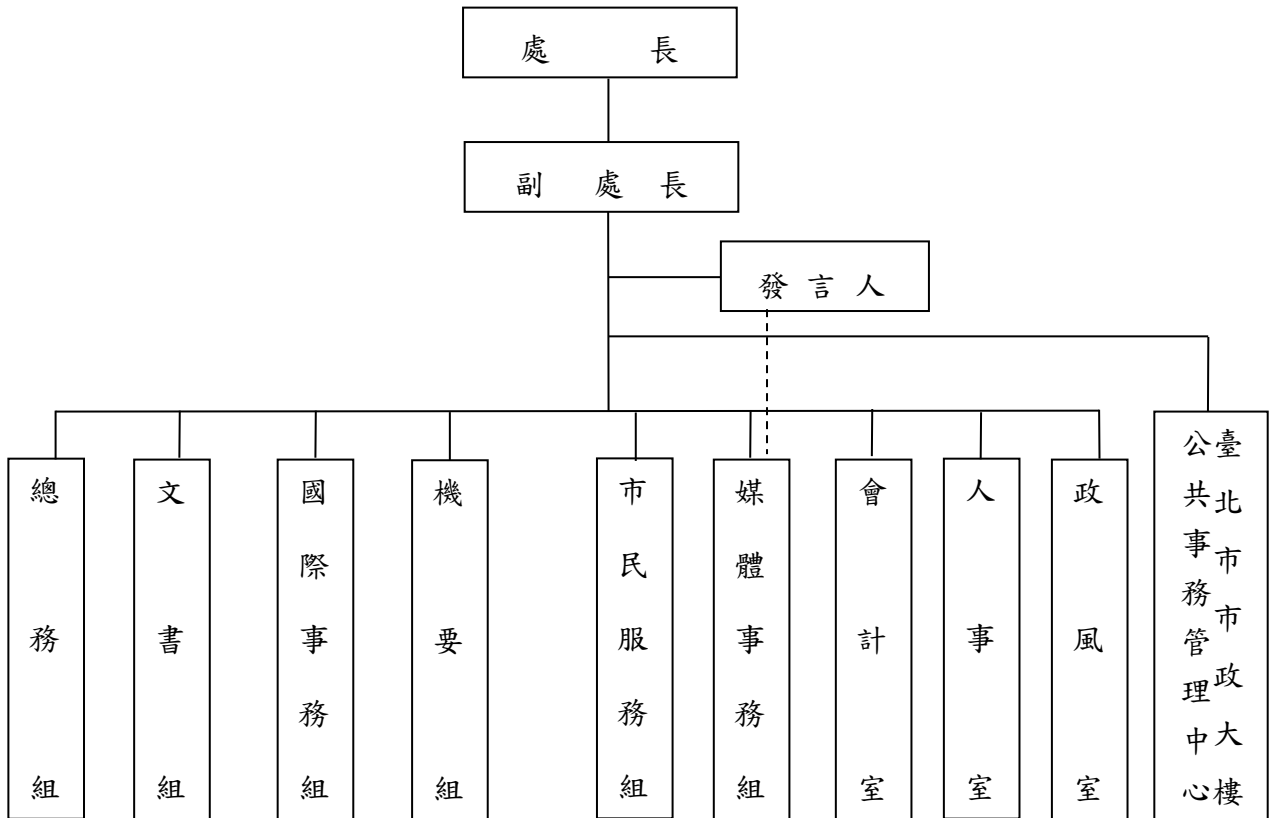 處長
副處長
發言人
總務組
文書組
國際事務組
機要組
市民服務組
媒體事務組
會計室
人事室
政風室
臺北市市政大樓
公共事務管理中心